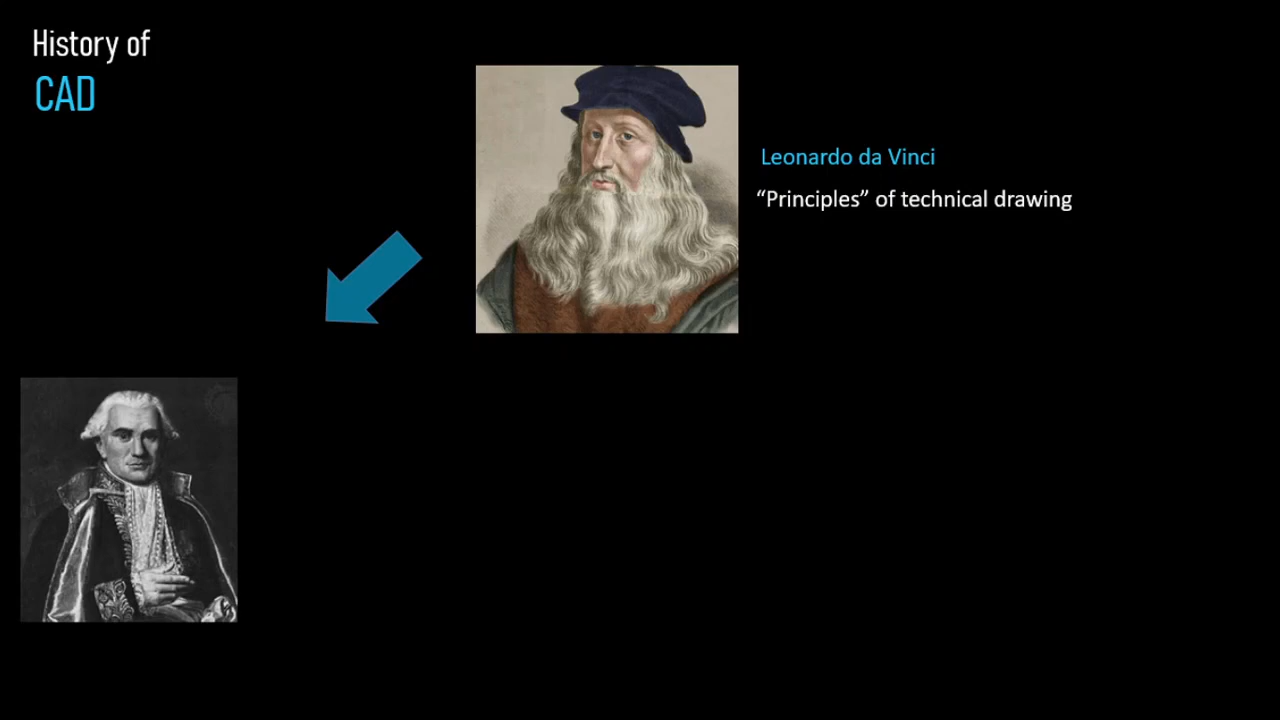 History of
CAD
Leonardo da Vinci
“Principles” of technical drawing